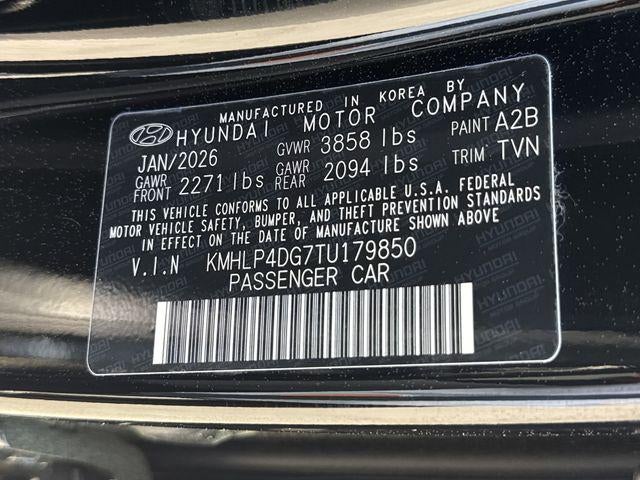 MANUFACTURED IN KOREA BY
HYUNDAI MOTOR COMPANY
JAN/2026 GVWR 3858 lbs PAINT A2B
GAWR FRONT 2271 lbs GAWR REAR 2094 lbs TRIM TVN
THIS VEHICLE CONFORMS TO ALL APPLICABLE U.S.A. FEDERAL
MOTOR VEHICLE SAFETY, BUMPER, AND THEFT PREVENTION STANDARDS
IN EFFECT ON THE DATE OF MANUFACTURE SHOWN ABOVE
V.I.N KMHLP4DG7TU179850
PASSENGER CAR